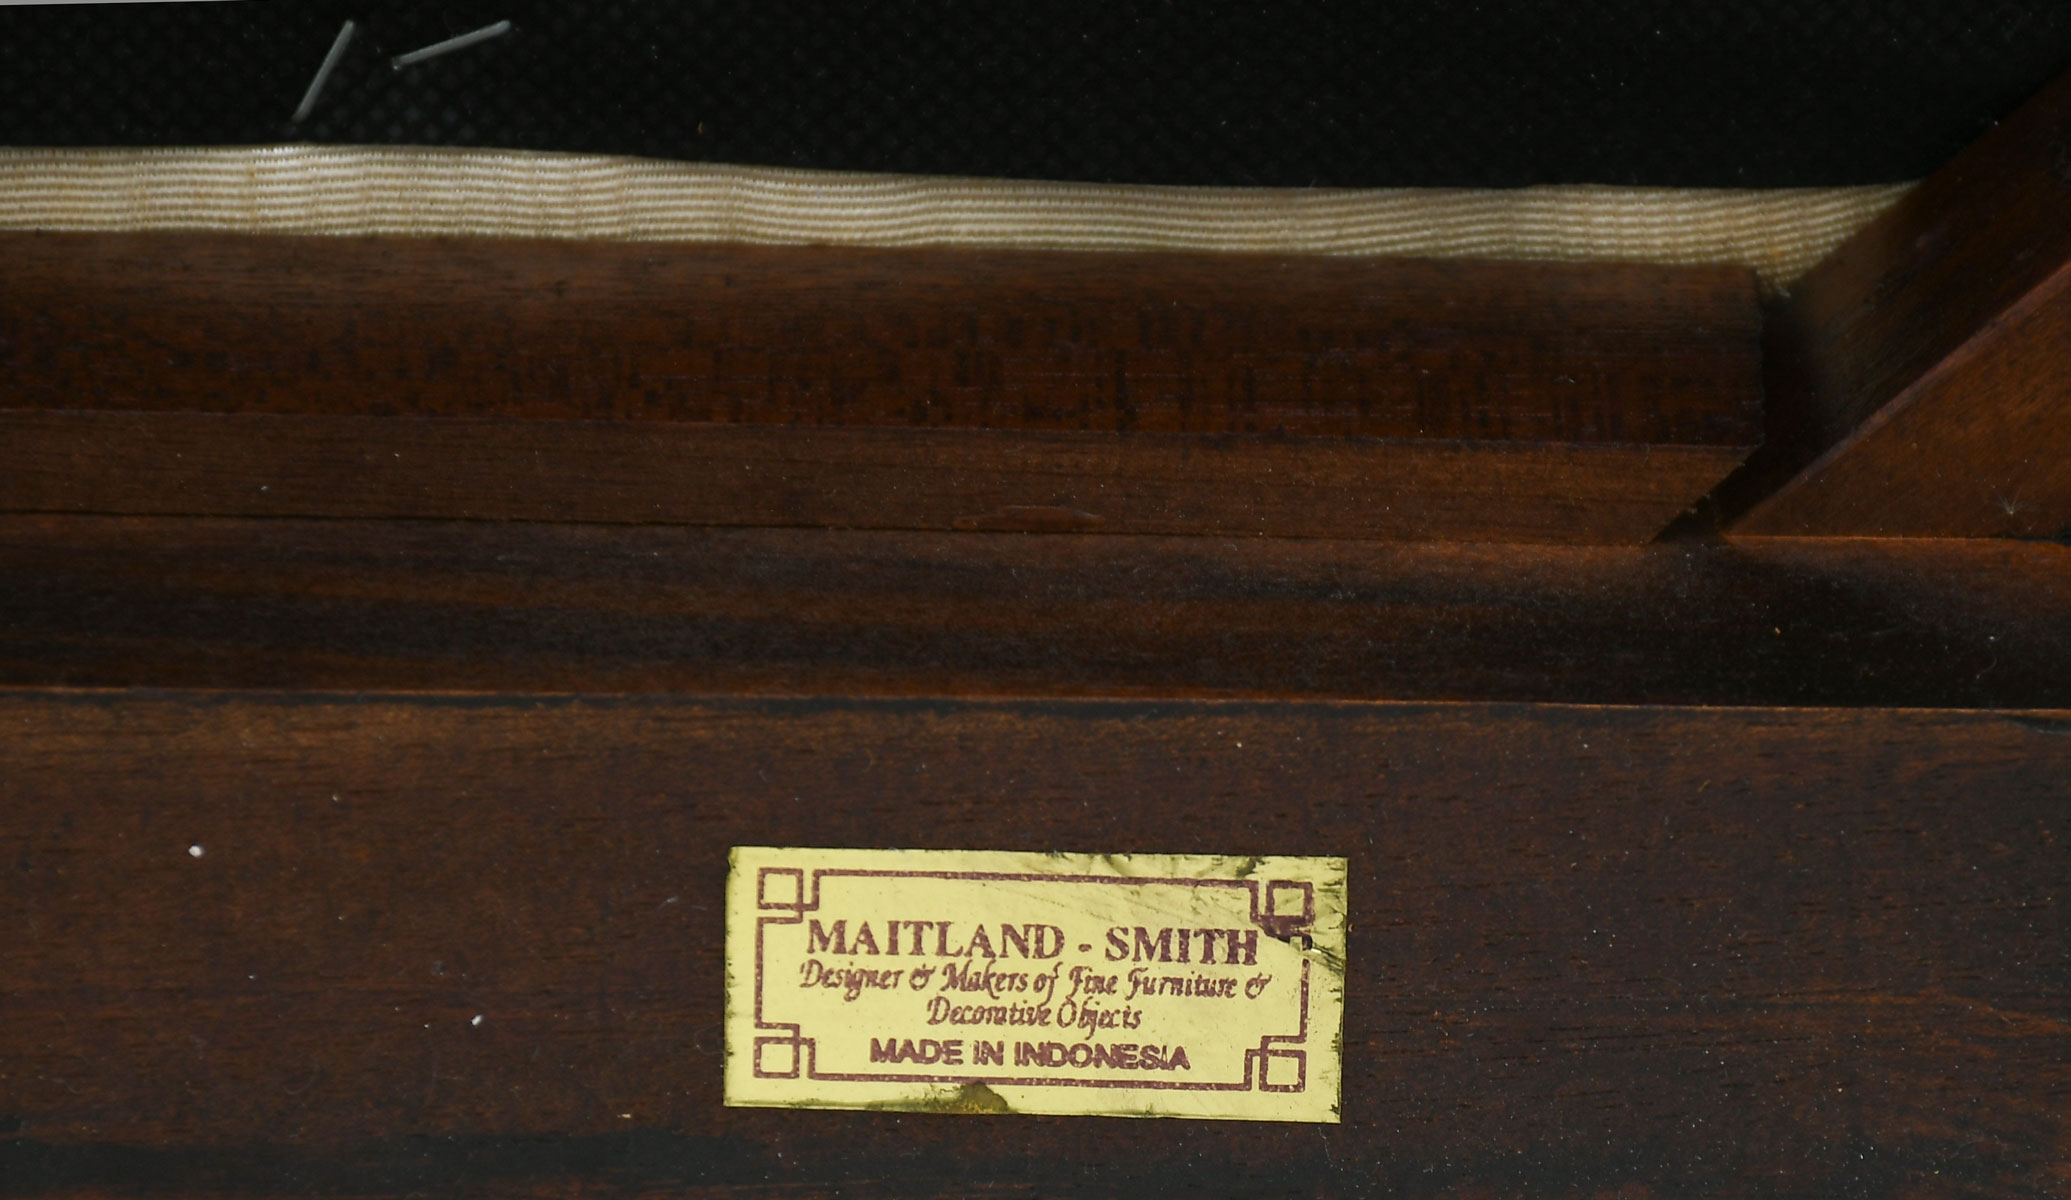 MAITLAND - SMITH
Designer & Makers of Fine Furniture &
Decorative Objects
MADE IN INDONESIA